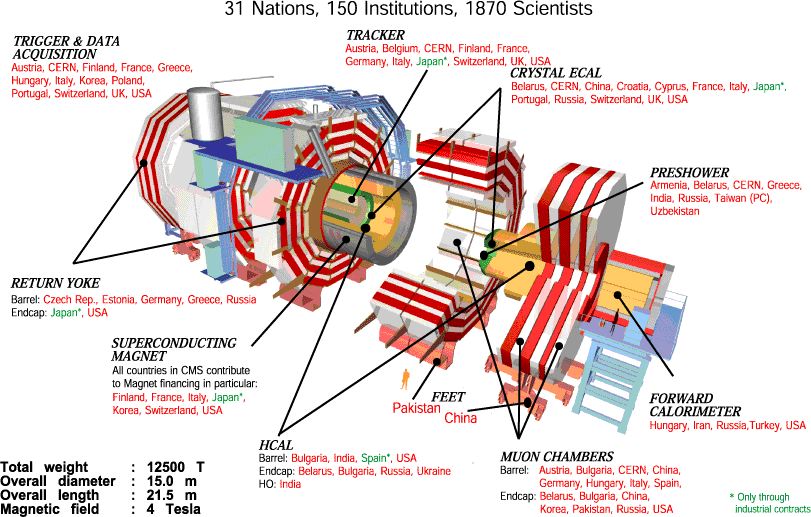 31 Nations, 150 Institutions, 1870 Scientists
TRIGGER & DATA
ACQUISITION
Austria, CERN, Finland, France, Greece,
Hungary, Italy, Korea, Poland,
Portugal, Switzerland, UK, USA
TRACKER
Austria, Belgium, CERN, Finland, France,
Germany, Italy, Japan*, Switzerland, UK, USA
CRYSTAL ECAL
Belarus, CERN, China, Croatia, Cyprus, France, Italy, Japan*,
Portugal, Russia, Switzerland, UK, USA
PRESHOWER
Armenia, Belarus, CERN, Greece,
India, Russia, Taiwan (PC),
Uzbekistan
RETURN YOKE
Barrel: Czech Rep., Estonia, Germany, Greece, Russia
Endcap: Japan*, USA
SUPERCONDUCTING
MAGNET
All countries in CMS contribute
to Magnet financing in particular:
Finland, France, Italy, Japan*,
Korea, Switzerland, USA
FEET
Pakistan
China
FORWARD
CALORIMETER
Hungary, Iran, Russia,Turkey, USA
HCAL
Barrel: Bulgaria, India, Spain*, USA
Endcap: Belarus, Bulgaria, Russia, Ukraine
HO: India
MUON CHAMBERS
Barrel: Austria, Bulgaria, CERN, China,
Germany, Hungary, Italy, Spain,
Endcap: Belarus, Bulgaria, China,
Korea, Pakistan, Russia, USA
Total weight : 12500 T
Overall diameter : 15.0 m
Overall length : 21.5 m
Magnetic field : 4 Tesla
* Only through
industrial contracts